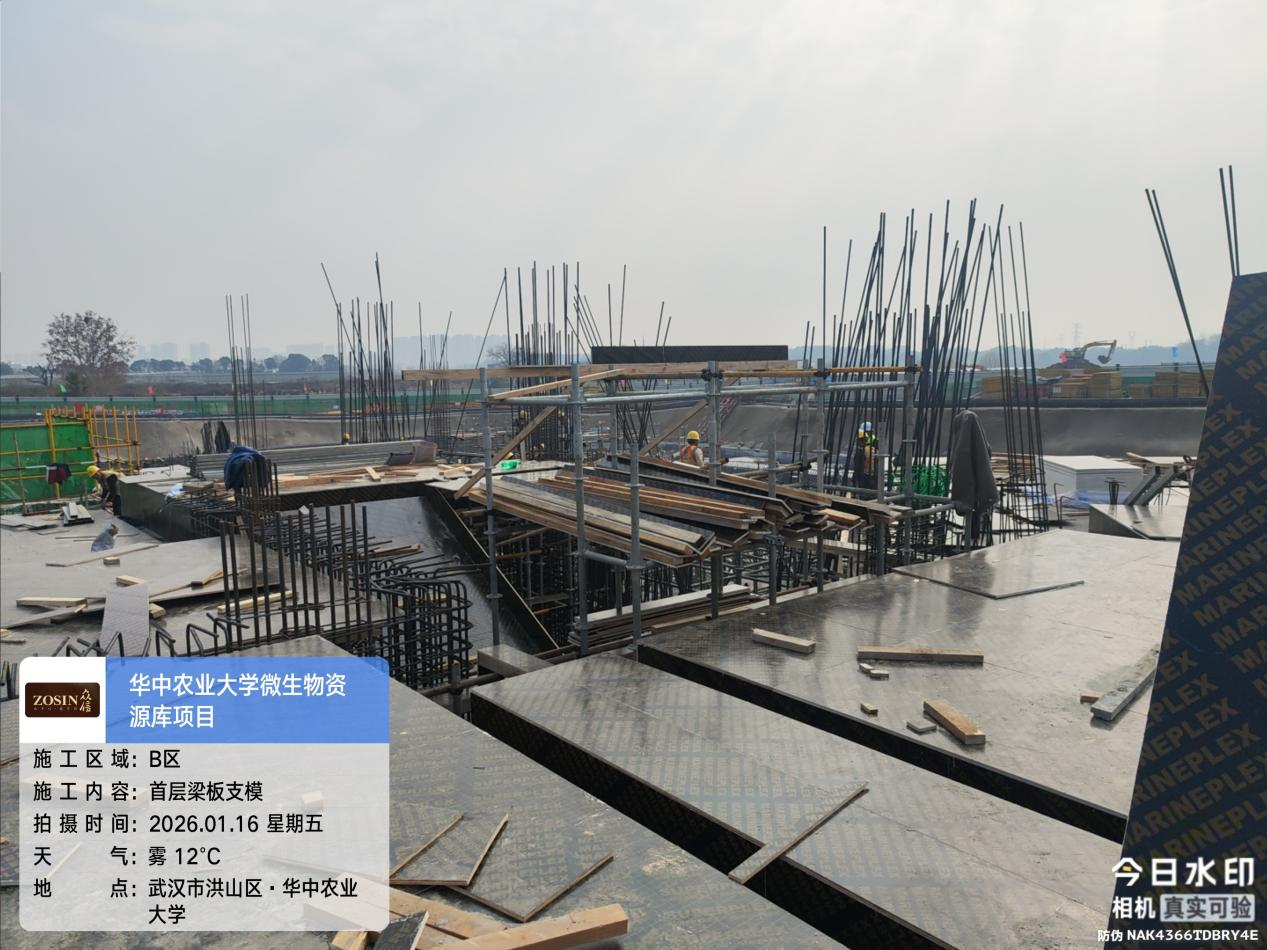 ZOSIN 众信
华中农业大学微生物资
源库项目
施工区域：B区
施工内容：首层梁板支模
拍摄时间：2026.01.16 星期五
天气：雾 12℃
地点：武汉市洪山区·华中农业
大学
MARINEPLEX
MARINEPLEX
MARINEPLEX
MARINEPLEX
今日水印
相机 真实可验
防伪 NAK4366TDBRY4E